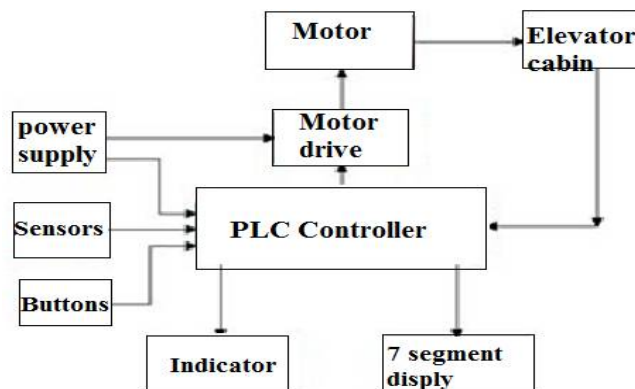 Motor
Elevator
cabin
power
supply
Motor
drive
Sensors
PLC Controller
Buttons
Indicator
7 segment
disply